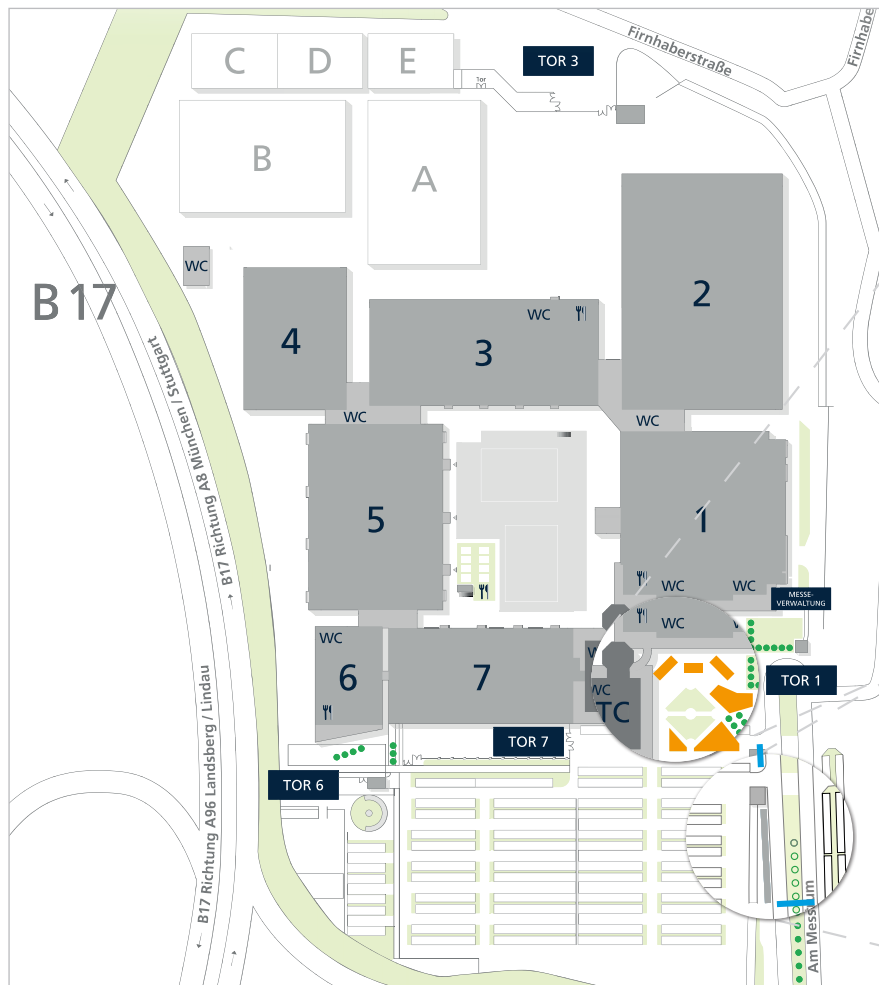 Firnhaberstraße
Firnhabe
C
D
E
TOR 3
Tor
B
A
WC
B 17
2
4
3
WC
WC
WC
5
1
B17 Richtung A8 München / Stuttgart
WC
WC
MESSE-
VERWALTUNG
WC
WC
6
7
WC
TC
TOR 1
TOR 7
TOR 6
B17 Richtung A96 Landsberg / Lindau